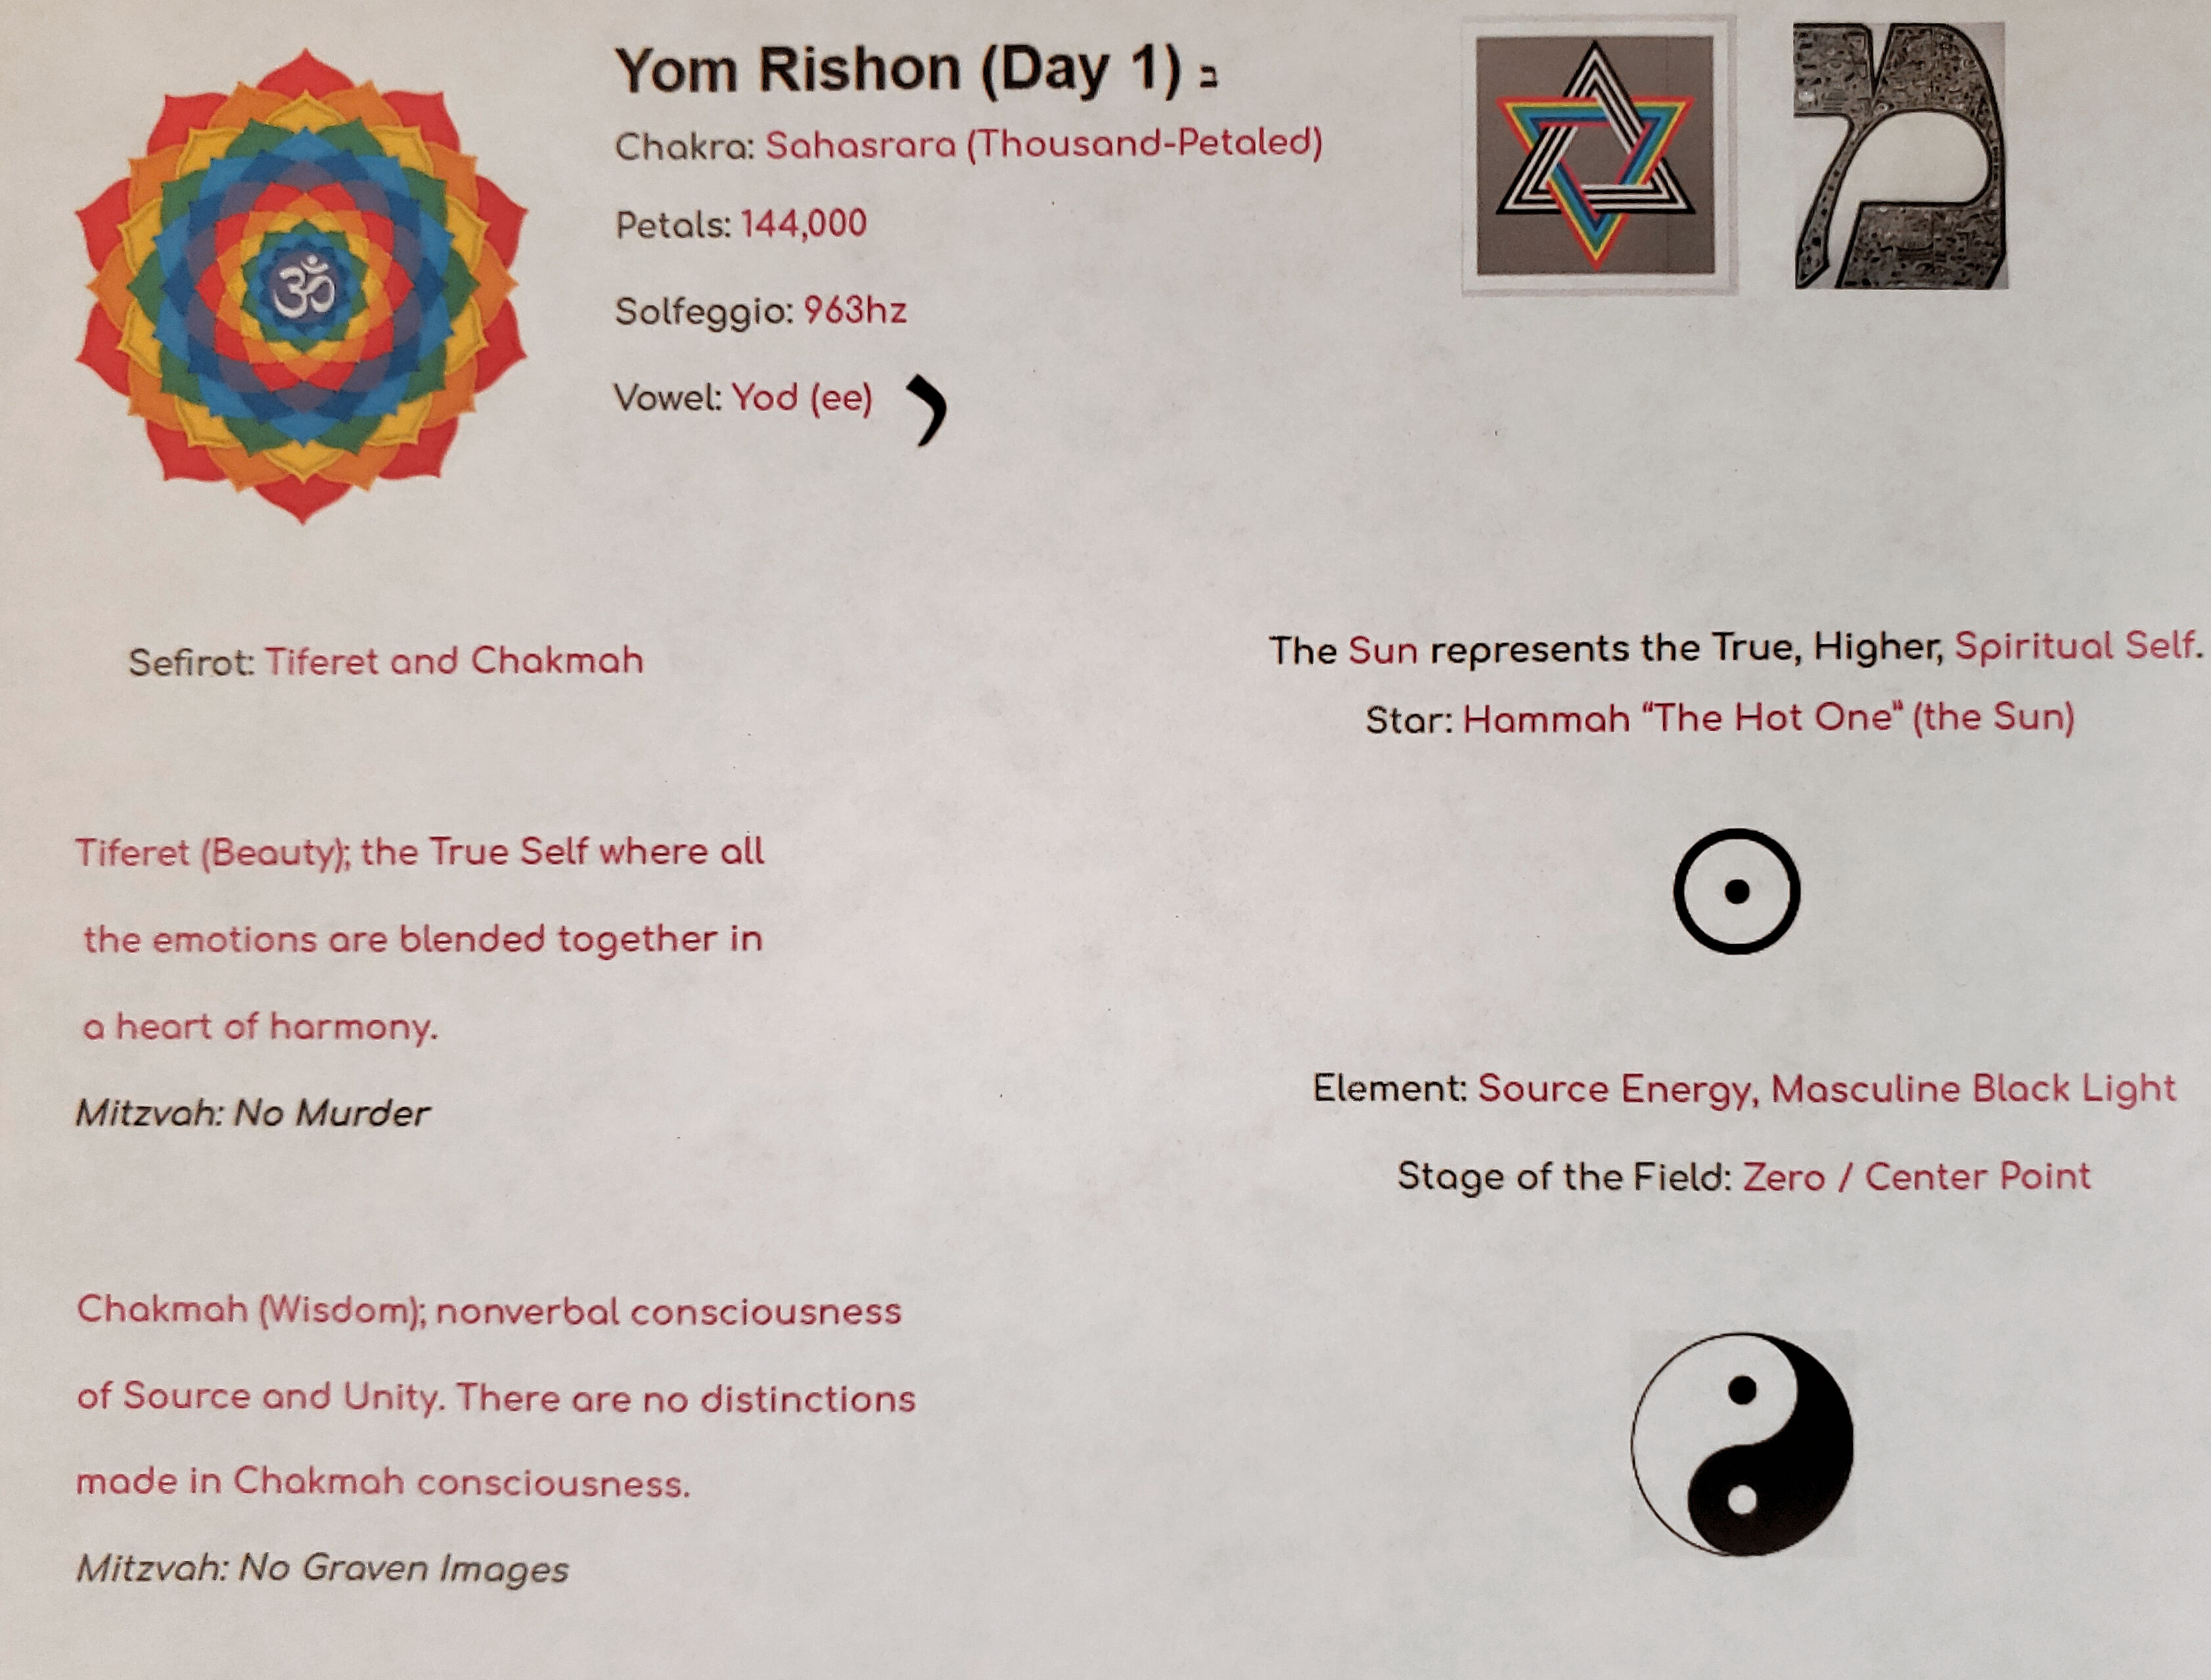 Yom Rishon (Day 1) ב
Chakra: Sahasrara (Thousand-Petaled)
Petals: 144,000
Solfeggio: 963hz
Vowel: Yod (ee) י
ॐ
מ
Sefirot: Tiferet and Chakmah
Tiferet (Beauty); the True Self where all
the emotions are blended together in
a heart of harmony.
Mitzvah: No Murder
Chakmah (Wisdom); nonverbal consciousness
of Source and Unity. There are no distinctions
made in Chakmah consciousness.
Mitzvah: No Graven Images
The Sun represents the True, Higher, Spiritual Self.
Star: Hammah “The Hot One” (the Sun)
Element: Source Energy, Masculine Black Light
Stage of the Field: Zero / Center Point